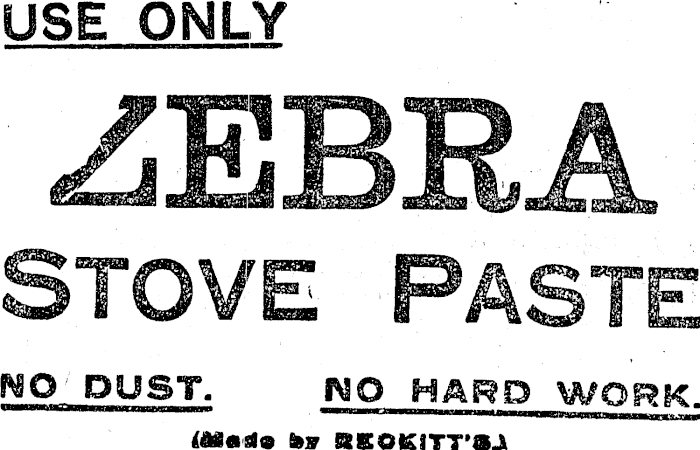 USE ONLY
ZEBRA
STOVE PASTE
NO DUST. NO HARD WORK.
(Made by RECKITT'S.)